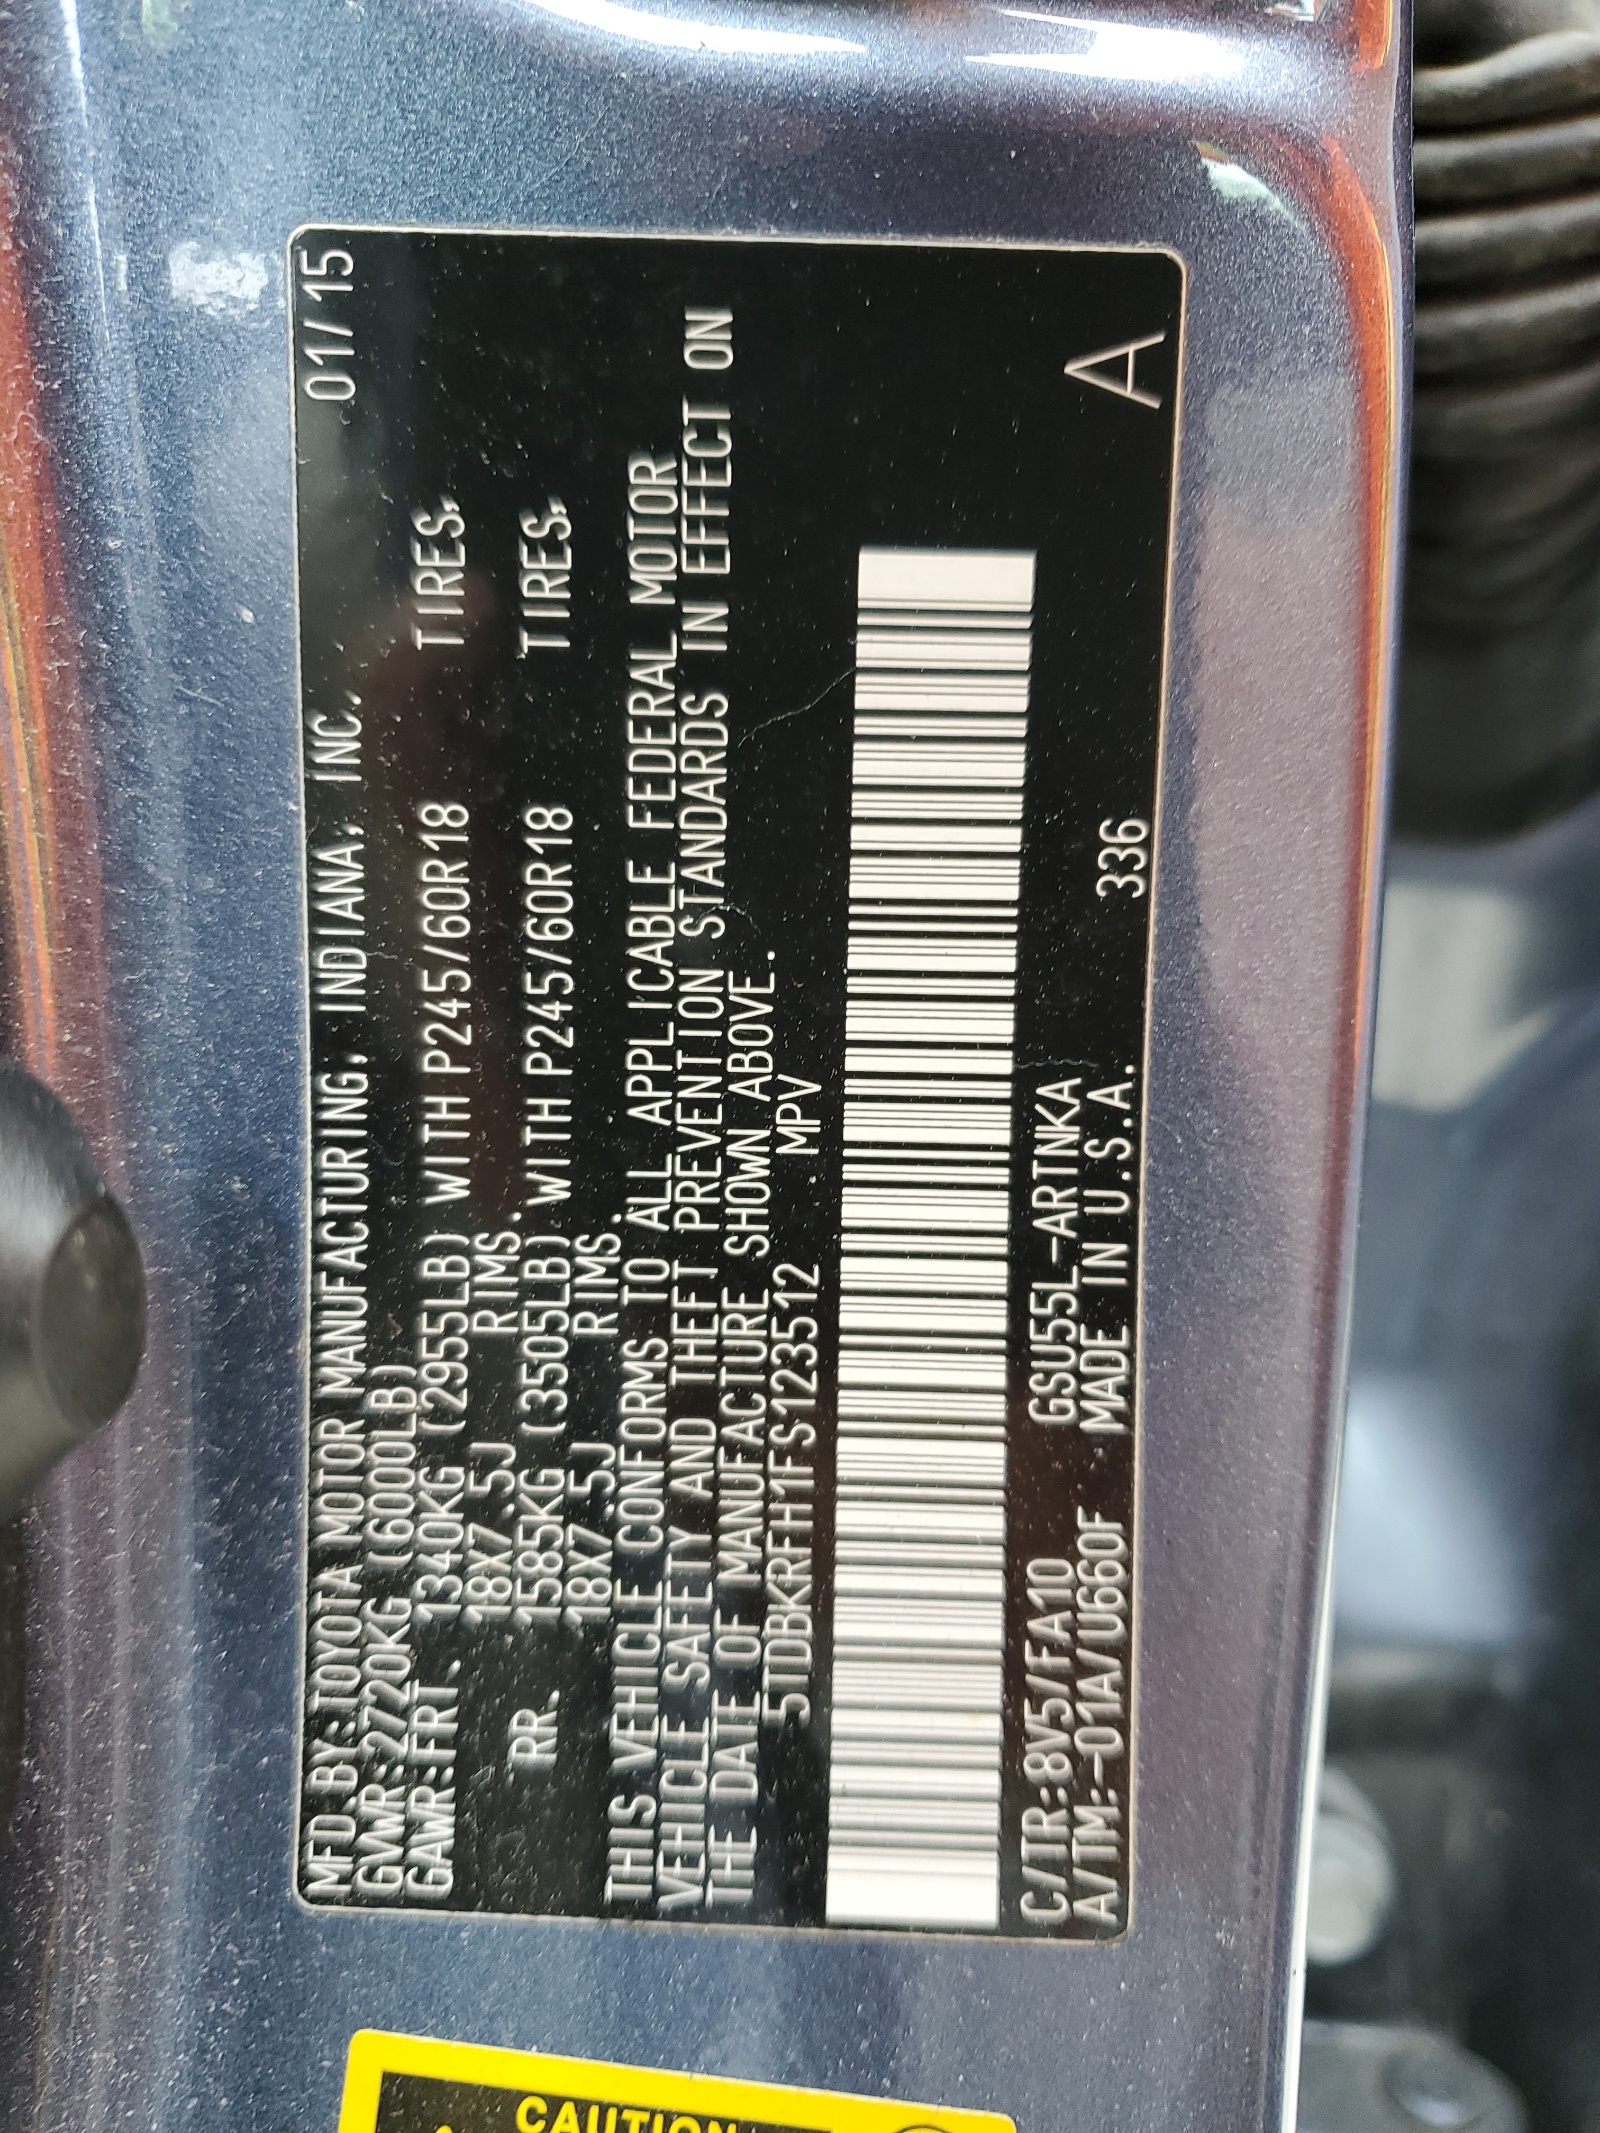 MFD.BY:TOYOTA MOTOR MANUFACTURING, INDIANA, INC. 01/15
GVWR:2720KG (6000LB)
GAWR:FRT. 1340KG (2955LB) WITH P245/60R18 TIRES,
18X7.5J RIMS.
RR. 1585KG (3505LB) WITH P245/60R18 TIRES,
18X7.5J RIMS.
THIS VEHICLE CONFORMS TO ALL APPLICABLE FEDERAL MOTOR
VEHICLE SAFETY AND THEFT PREVENTION STANDARDS IN EFFECT ON
THE DATE OF MANUFACTURE SHOWN ABOVE.
5TDBKRFH1FS123512 MPV
C/TR:8V5/FA10 GSU55L-ARTNKA
A/TM:-01A/U660F MADE IN U.S.A. 336 A
CAUTION